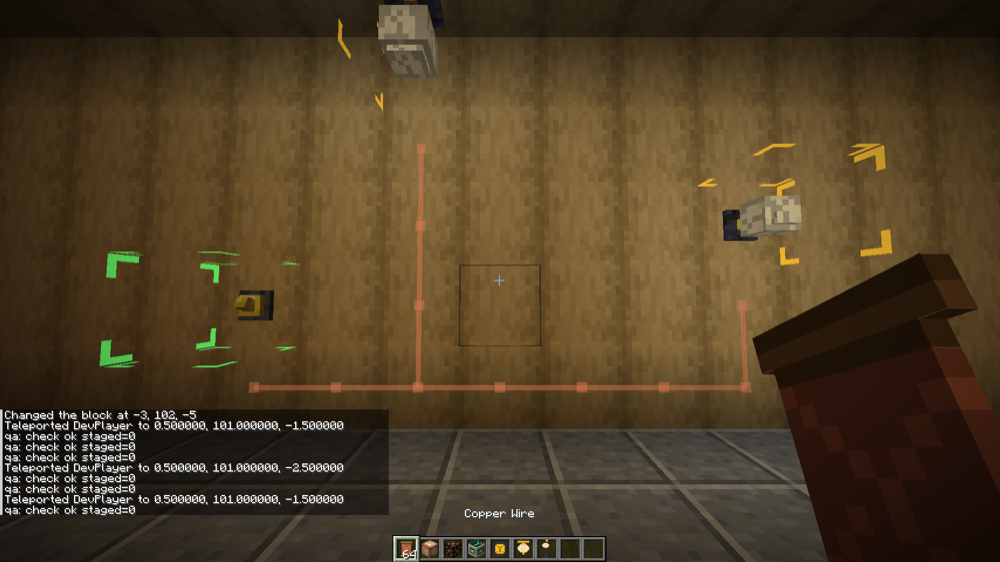 Changed the block at -3, 102, -5
Teleported DevPlayer to 0.500000, 101.000000, -1.500000
qa: check ok staged=0
qa: check ok staged=0
qa: check ok staged=0
Teleported DevPlayer to 0.500000, 101.000000, -2.500000
qa: check ok staged=0
qa: check ok staged=0
Teleported DevPlayer to 0.500000, 101.000000, -1.500000
qa: check ok staged=0
Copper Wire
64